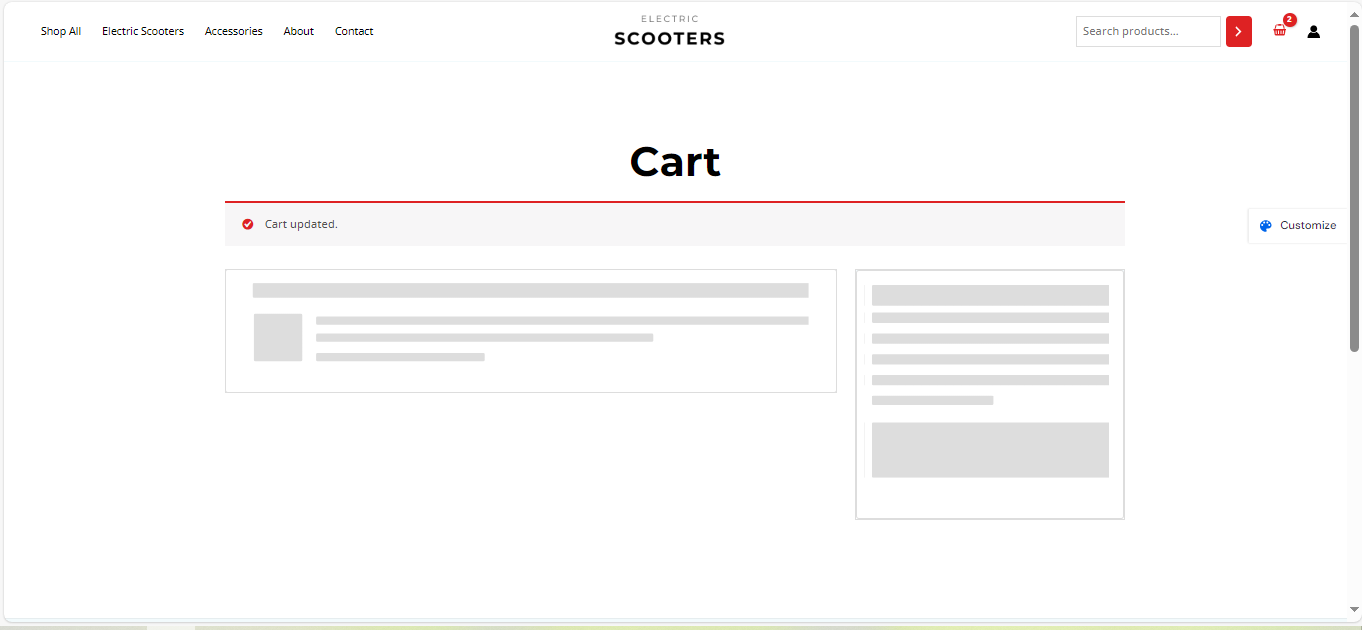 Shop All Electric Scooters Accessories About Contact
ELECTRIC
SCOOTERS
Search products...
2
Cart
Cart updated.
Customize